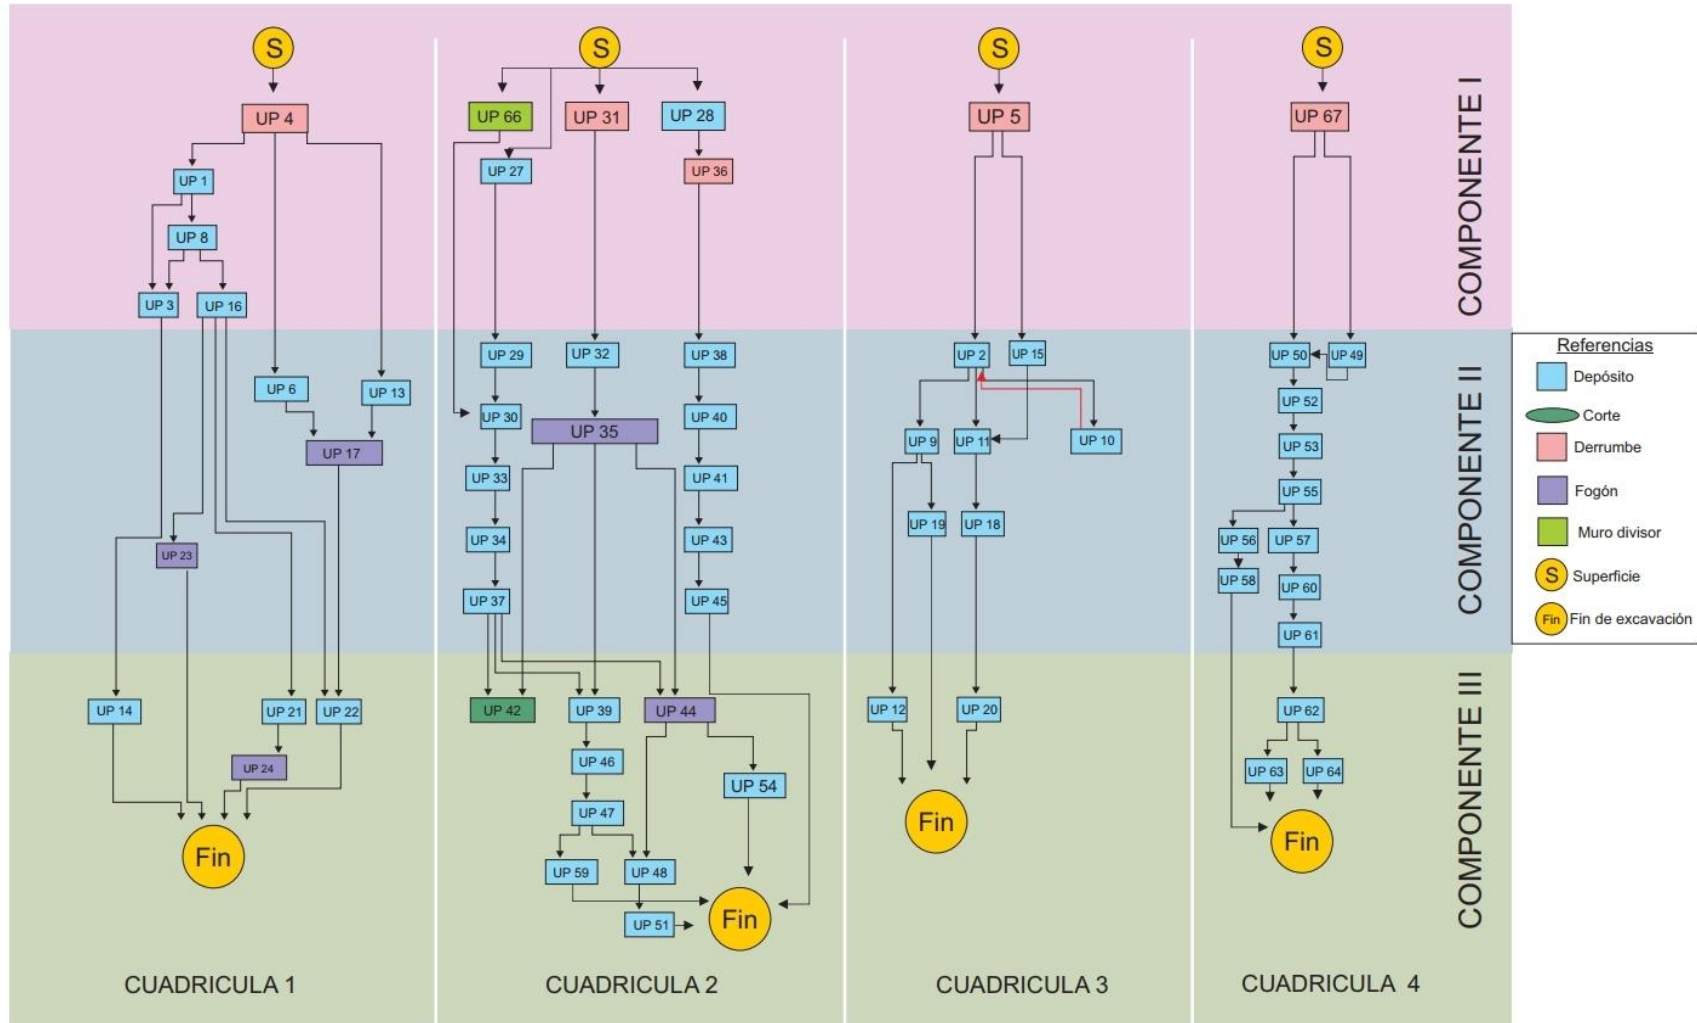 S
UP 4
UP 1
UP 8
UP 3
UP 16
UP 6
UP 13
UP 17
UP 23
UP 14
UP 21
UP 22
UP 24
Fin
CUADRICULA 1
S
UP 66
UP 31
UP 28
UP 27
UP 36
UP 29
UP 32
UP 38
UP 30
UP 35
UP 40
UP 33
UP 41
UP 34
UP 43
UP 37
UP 45
UP 42
UP 39
UP 44
UP 46
UP 54
UP 47
UP 59
UP 48
UP 51
Fin
CUADRICULA 2
S
UP 5
UP 2
UP 15
UP 9
UP 11
UP 10
UP 19
UP 18
UP 12
UP 20
Fin
CUADRICULA 3
S
UP 67
UP 50
UP 49
UP 52
UP 53
UP 55
UP 56
UP 57
UP 58
UP 60
UP 61
UP 62
UP 63
UP 64
Fin
CUADRICULA 4
COMPONENTE I
COMPONENTE II
COMPONENTE III
Referencias
Depósito
Corte
Derrumbe
Fogón
Muro divisor
S Superficie
Fin Fin de excavación